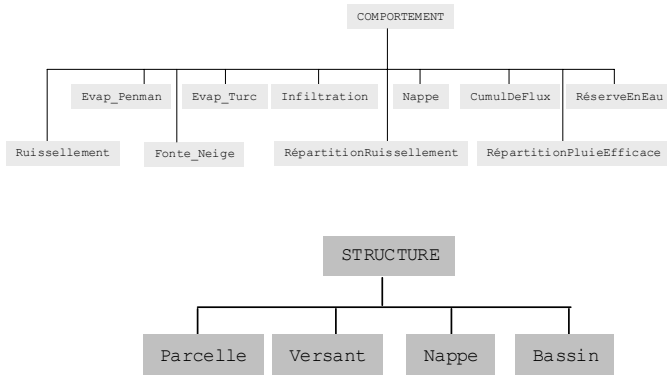 COMPORTEMENT
Evap_Penman
Evap_Turc
Infiltration
Nappe
CumulDeFlux
RéserveEnEau
Ruissellement
Fonte_Neige
RépartitionRuissellement
RépartitionPluieEfficace
STRUCTURE
Parcelle
Versant
Nappe
Bassin